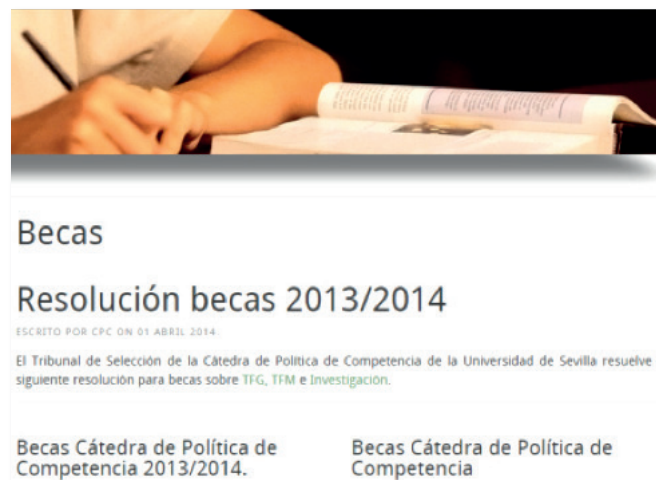 Becas
Resolución becas 2013/2014
ESCRITO POR CPC ON 01 ABRIL 2014
El Tribunal de Selección de la Cátedra de Política de Competencia de la Universidad de Sevilla resuelve
siguiente resolución para becas sobre TFG, TFM e Investigación.
Becas Cátedra de Política de
Competencia 2013/2014.
Becas Cátedra de Política de
Competencia